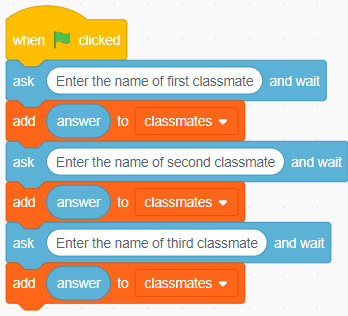 when clicked
ask Enter the name of first classmate and wait
add answer to classmates
ask Enter the name of second classmate and wait
add answer to classmates
ask Enter the name of third classmate and wait
add answer to classmates